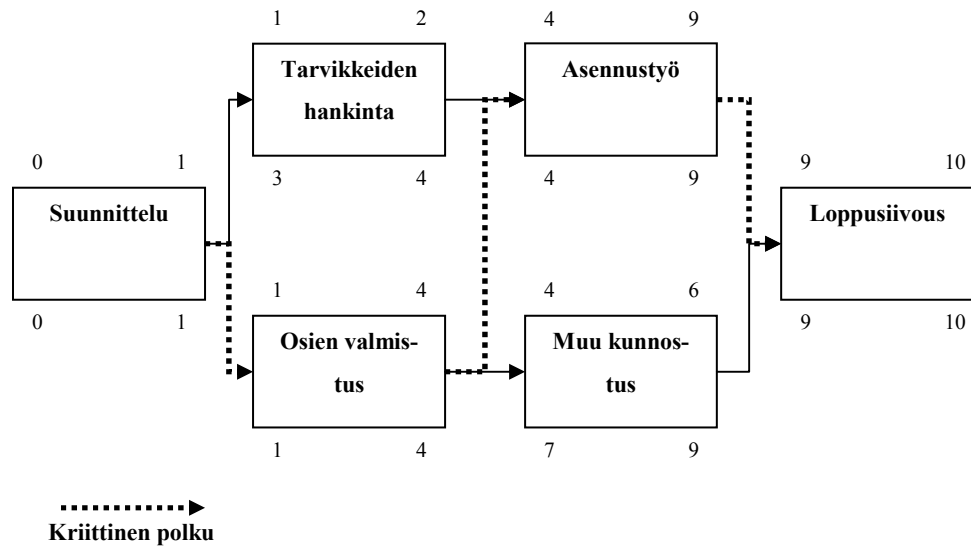 1 2 4 9
Tarvikkeiden
hankinta
Asennustyö
3 4 4 9
0 1
Suunnittelu
0 1
9 10
Loppusiivous
9 10
1 4 4 6
Osien valmis-
tus
Muu kunnos-
tus
1 4 7 9
Kriittinen polku